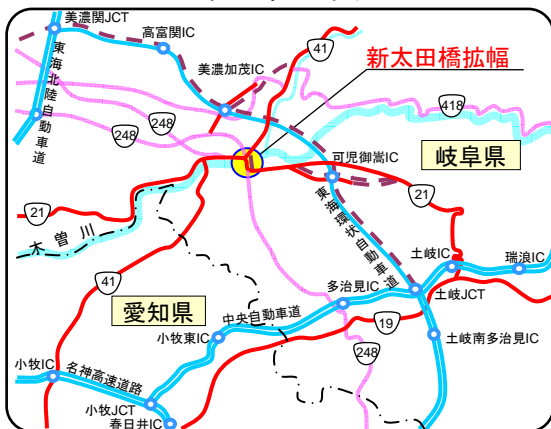 美濃関JCT
高富関IC
41
新太田橋拡幅
美濃加茂IC
東海北陸自動車道
418
248
248
可児御嵩IC
岐阜県
21
21
東海環状自動車道
木曽川
土岐IC
瑞浪IC
41
多治見IC
土岐JCT
愛知県
中央自動車道
19
小牧東IC
土岐南多治見IC
248
小牧IC
名神高速道路
小牧JCT
春日井IC